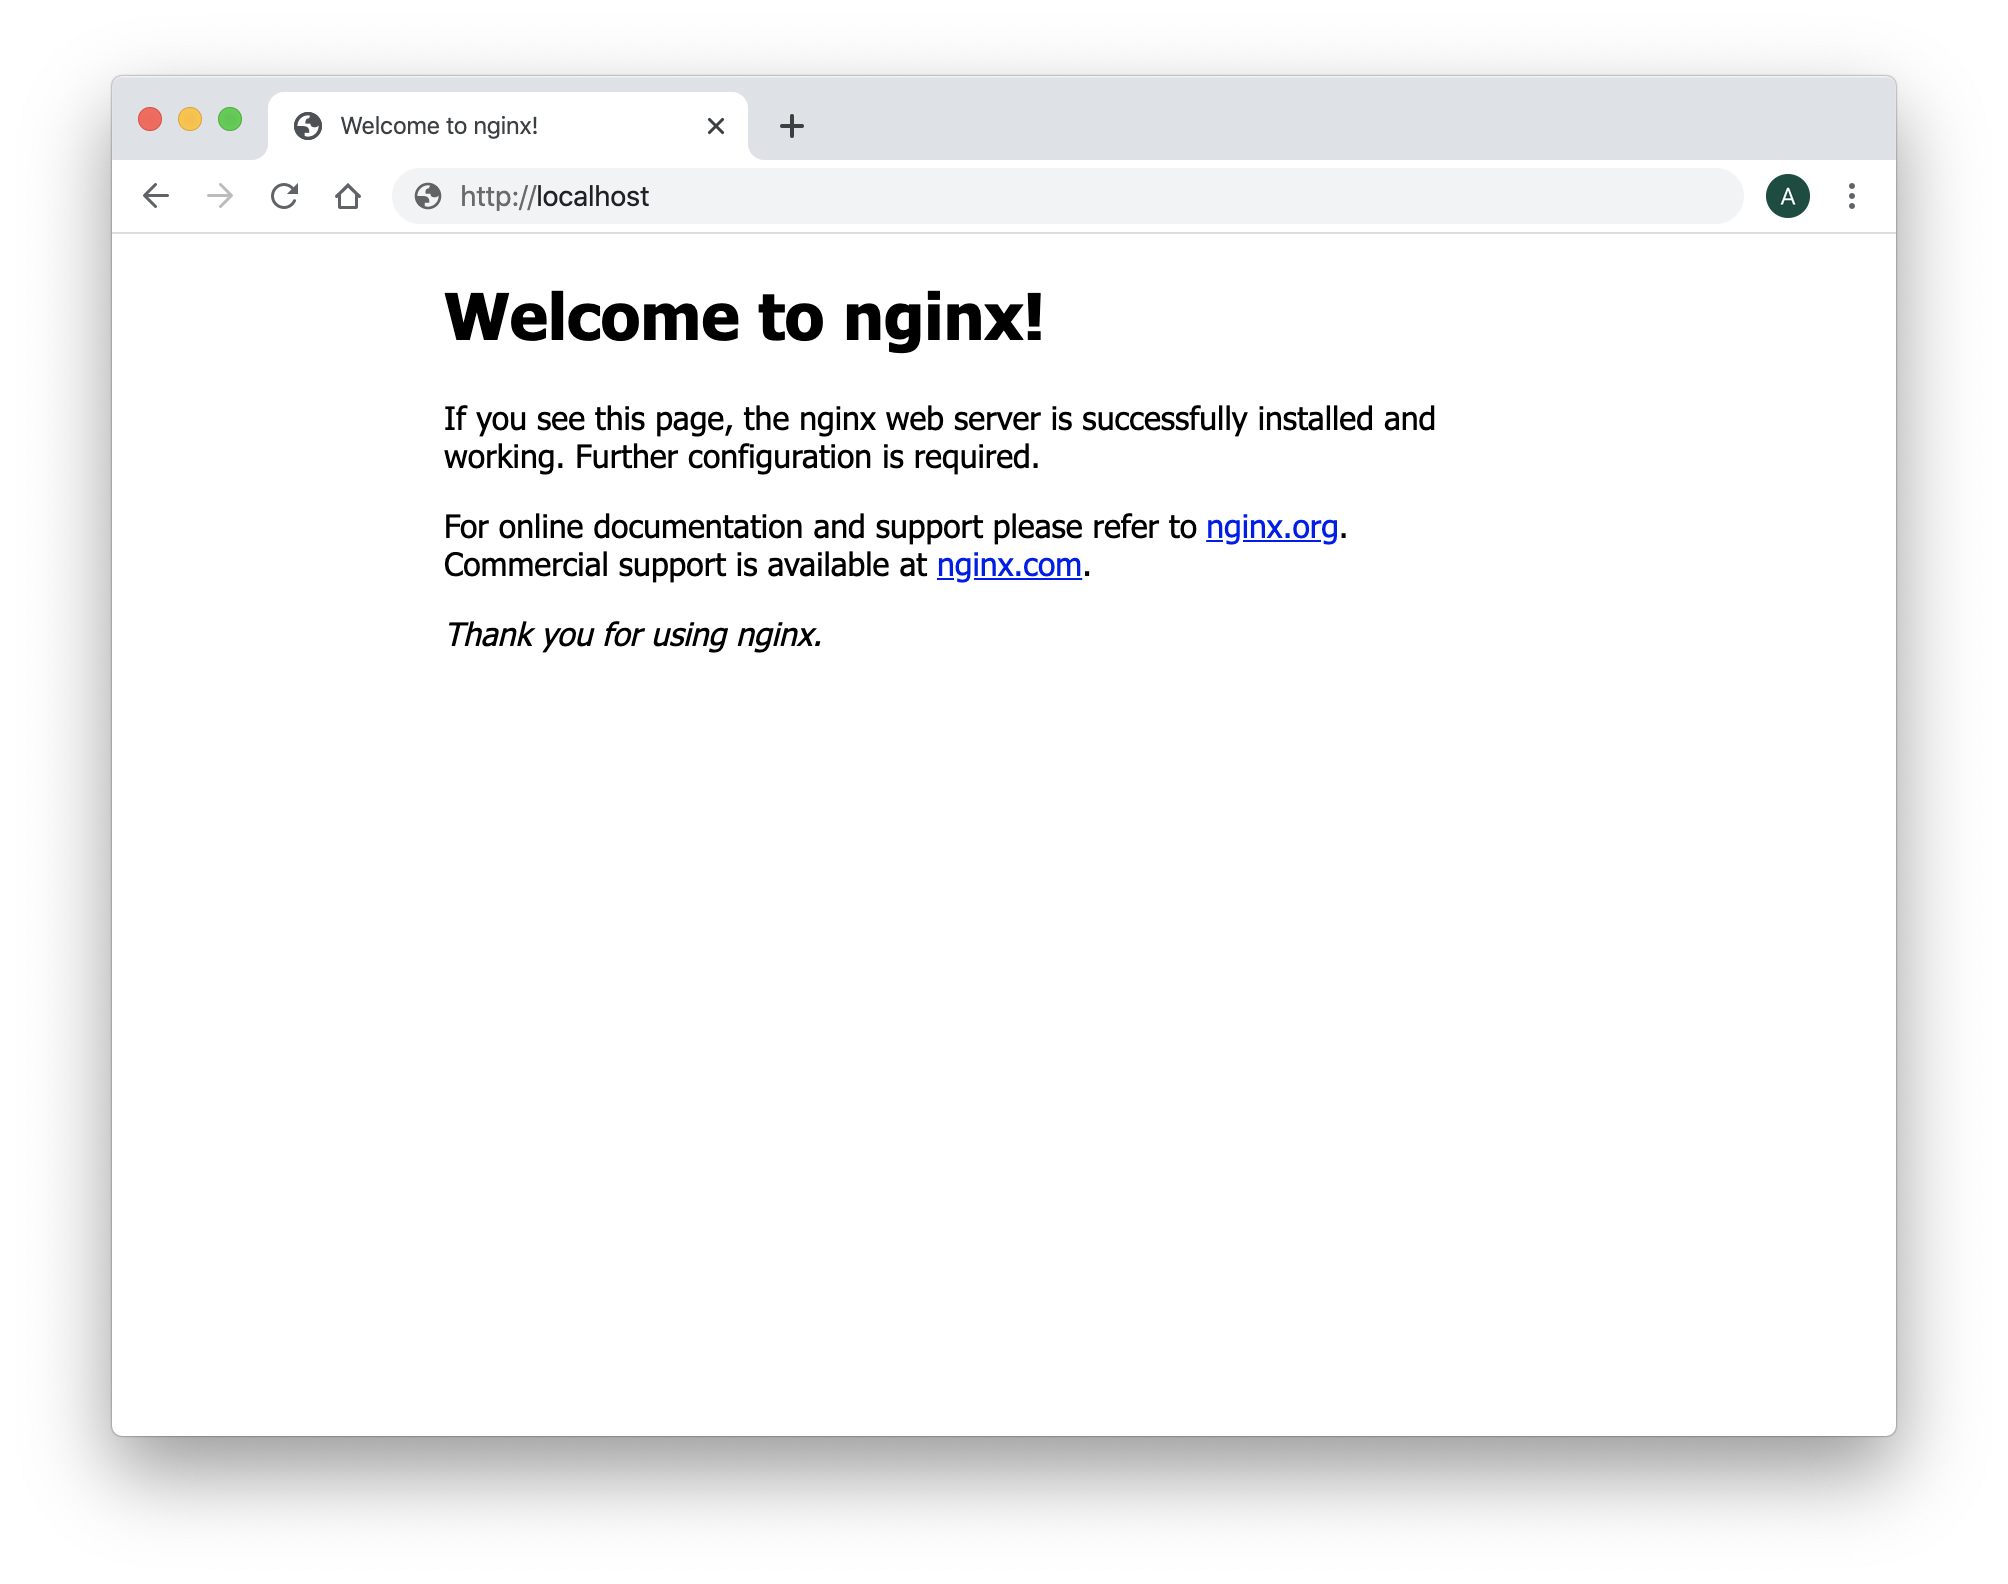 Welcome to nginx!
http://localhost
A
Welcome to nginx!
If you see this page, the nginx web server is successfully installed and
working. Further configuration is required.
For online documentation and support please refer to nginx.org.
Commercial support is available at nginx.com.
Thank you for using nginx.